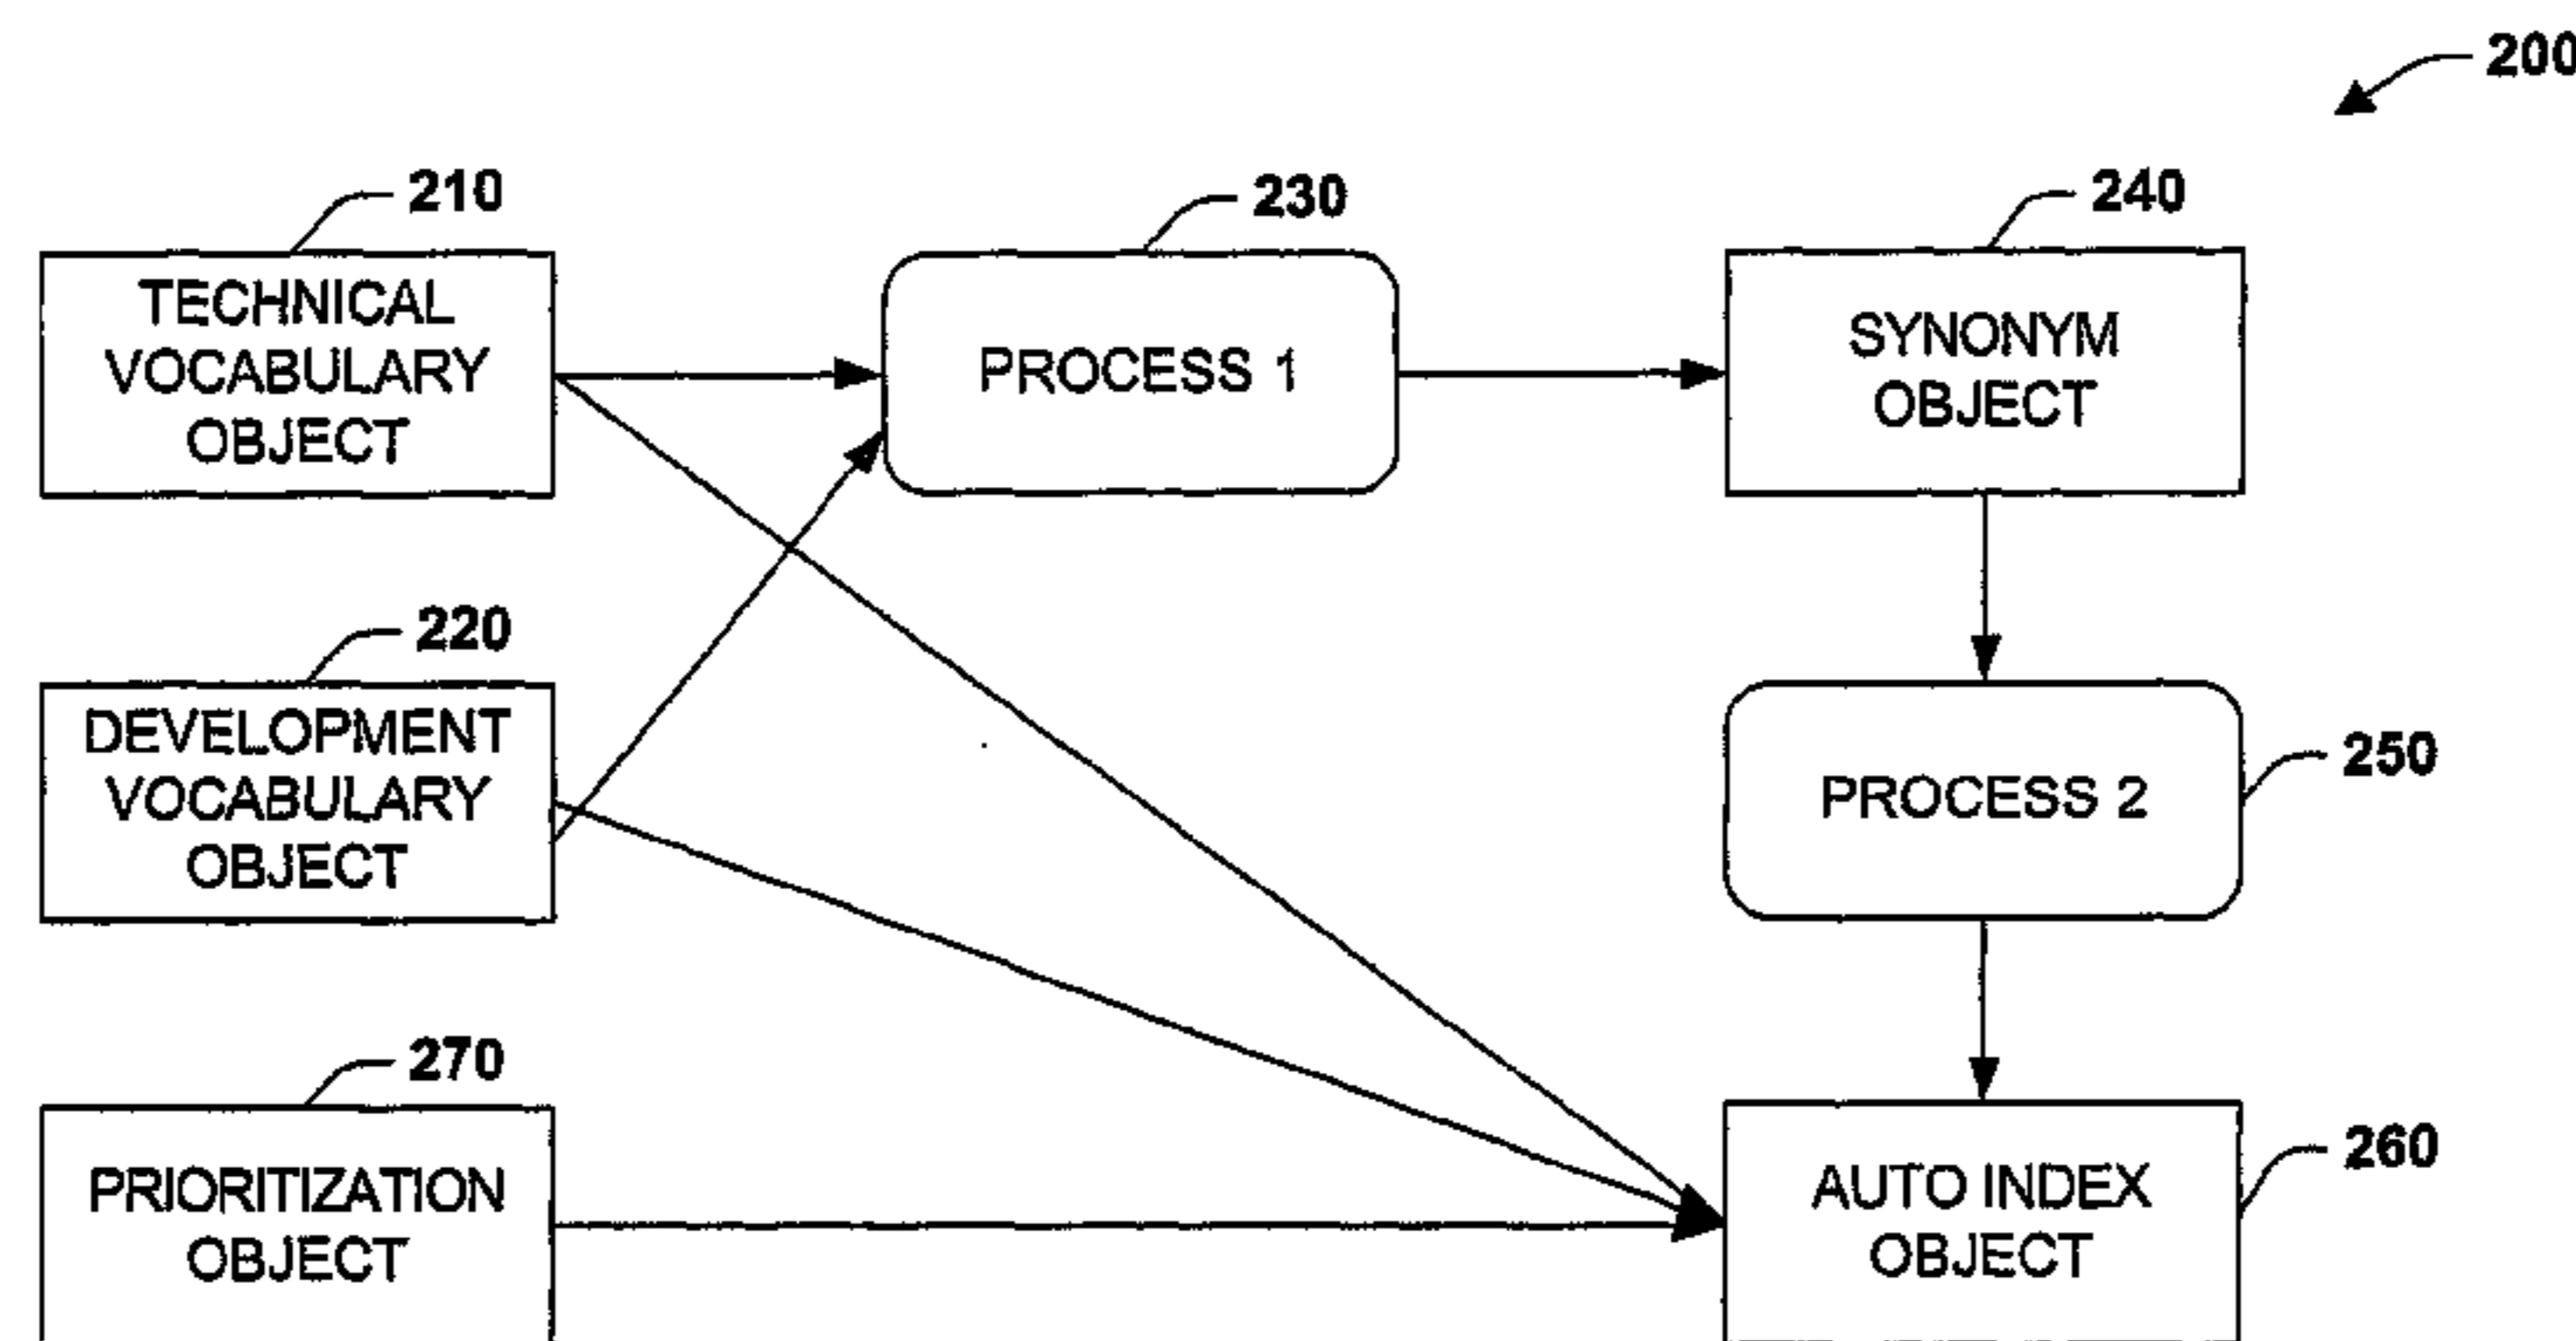 200
210
230
240
TECHNICAL
VOCABULARY
OBJECT
PROCESS 1
SYNONYM
OBJECT
220
DEVELOPMENT
VOCABULARY
OBJECT
PROCESS 2
250
270
PRIORITIZATION
OBJECT
AUTO INDEX
OBJECT
260